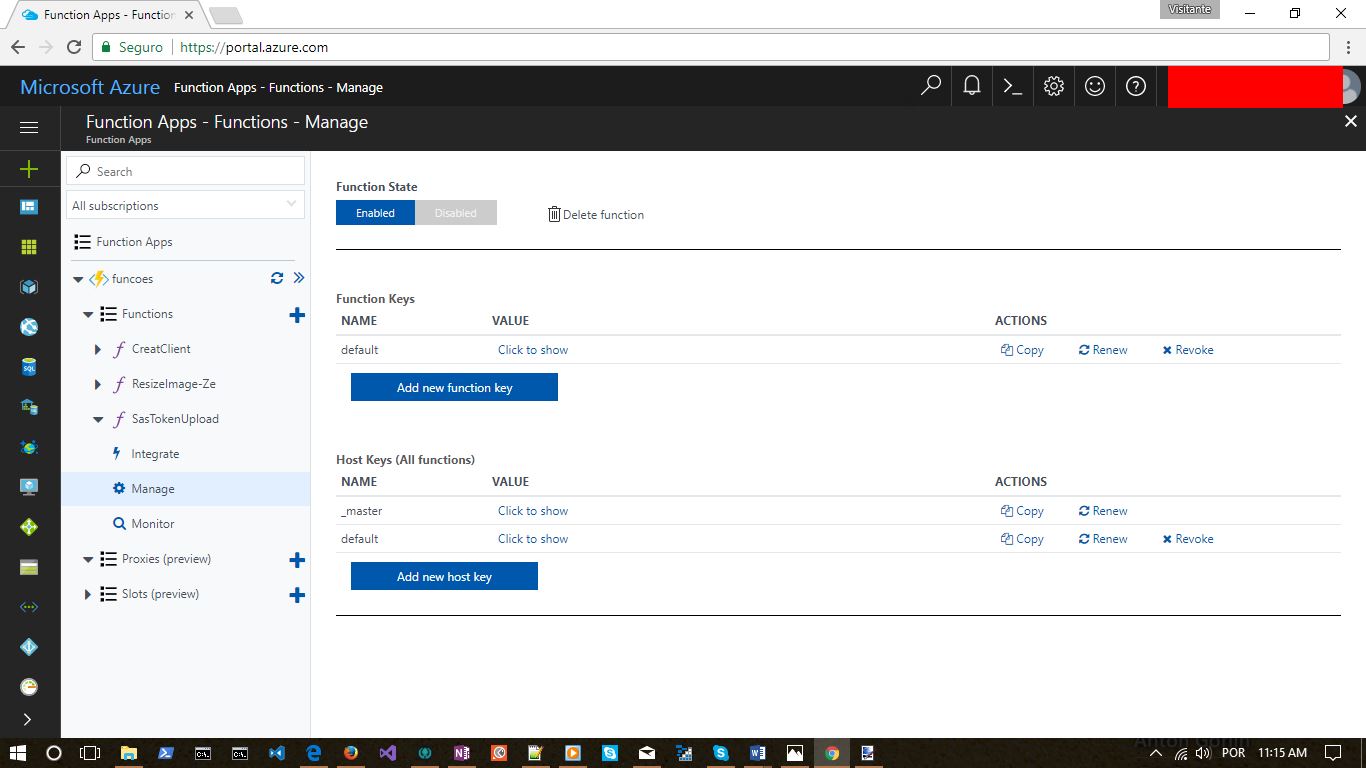 Function Apps - Function
Visitante
Seguro https://portal.azure.com
Microsoft Azure Function Apps - Functions - Manage
Function Apps - Functions - Manage
Function Apps
Search
All subscriptions
Function Apps
funcoes
Functions
CreatClient
ResizeImage-Ze
SasTokenUpload
Integrate
Manage
Monitor
Proxies (preview)
Slots (preview)
Function State
Enabled Disabled Delete function
Function Keys
NAME VALUE ACTIONS
default Click to show Copy Renew Revoke
Add new function key
Host Keys (All functions)
NAME VALUE ACTIONS
_master Click to show Copy Renew
default Click to show Copy Renew Revoke
Add new host key
POR 11:15 AM